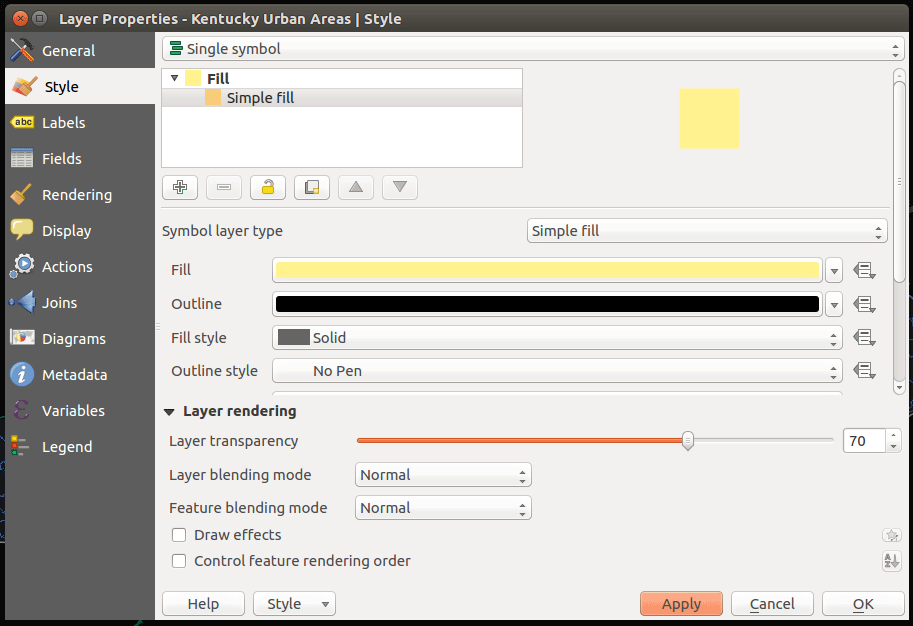 Layer Properties - Kentucky Urban Areas | Style
General
Style
abc Labels
Fields
Rendering
Display
Actions
Joins
Diagrams
i Metadata
ε Variables
Legend
Single symbol
Fill
Simple fill
Symbol layer type Simple fill
Fill
Outline
Fill style Solid
Outline style No Pen
Layer rendering
Layer transparency 70
Layer blending mode Normal
Feature blending mode Normal
Draw effects
Control feature rendering order
Help Style Apply Cancel OK